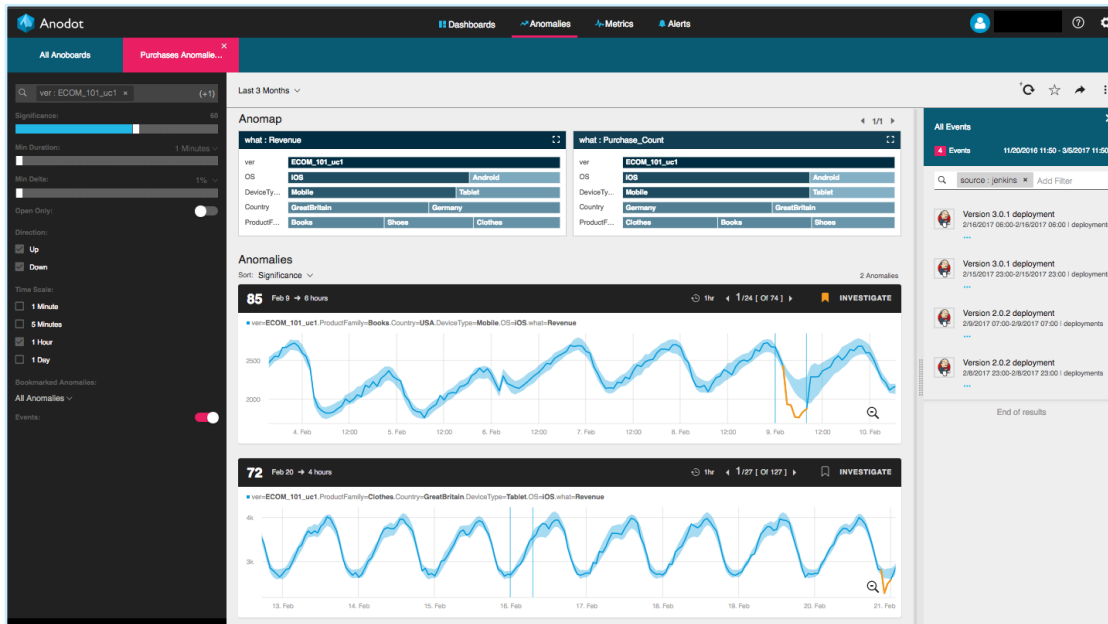 Anodot
Dashboards Anomalies Metrics Alerts
All Anoboards
Purchases Anomalie...
ver : ECOM_101_uc1 × (+1)
Significance: 60
Min Duration: 1 Minutes
Min Delta: 1%
Open Only:
Direction:
Up
Down
Time Scale:
1 Minute
5 Minutes
1 Hour
1 Day
Bookmarked Anomalies:
All Anomalies
Events:
Last 3 Months
Anomap
1/1
what : Revenue
ver ECOM_101_uc1
OS iOS Android
DeviceTy... Mobile Tablet
Country GreatBritain Germany
ProductF... Books Shoes Clothes
what : Purchase_Count
ver ECOM_101_uc1
OS iOS Android
DeviceTy... Mobile Tablet
Country Germany GreatBritain
ProductF... Clothes Books Shoes
Anomalies
Sort: Significance
2 Anomalies
85 Feb 9 → 6 hours 1hr 1/24 [ Of 74 ] INVESTIGATE
ver=ECOM_101_uc1.ProductFamily=Books.Country=USA.DeviceType=Mobile.OS=iOS.what=Revenue
2500
2000
4. Feb 12:00 5. Feb 12:00 6. Feb 12:00 7. Feb 12:00 8. Feb 12:00 9. Feb 12:00 10. Feb
72 Feb 20 → 4 hours 1hr 1/27 [ Of 127 ] INVESTIGATE
ver=ECOM_101_uc1.ProductFamily=Clothes.Country=GreatBritain.DeviceType=Tablet.OS=iOS.what=Revenue
4k
3k
13. Feb 14. Feb 15. Feb 16. Feb 17. Feb 18. Feb 19. Feb 20. Feb 21. Feb
All Events
4 Events 11/20/2016 11:50 - 3/5/2017 11:50
source : jenkins × Add Filter
Version 3.0.1 deployment
2/16/2017 06:00-2/16/2017 06:00 | deployments
...
Version 3.0.1 deployment
2/15/2017 23:00-2/15/2017 23:00 | deployments
...
Version 2.0.2 deployment
2/9/2017 07:00-2/9/2017 07:00 | deployments
...
Version 2.0.2 deployment
2/8/2017 23:00-2/8/2017 23:00 | deployments
...
End of results